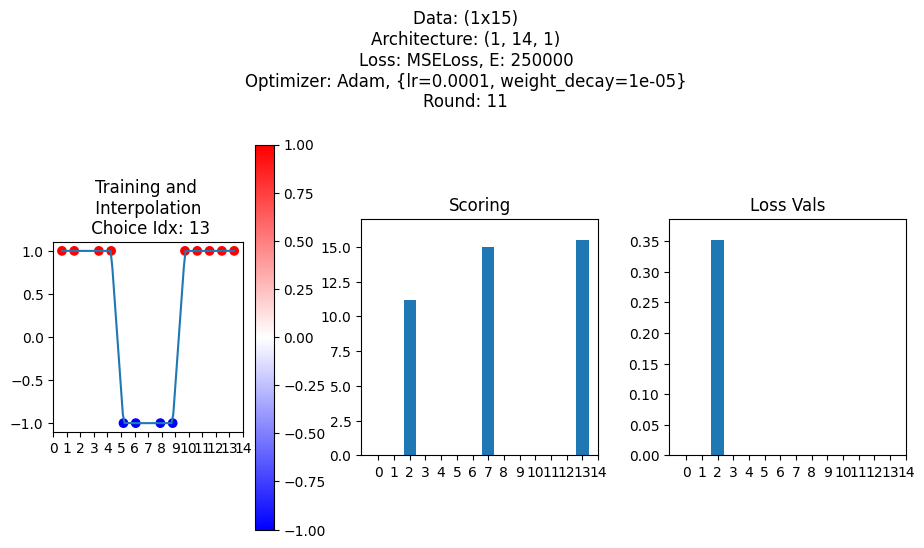 Data: (1x15)
Architecture: (1, 14, 1)
Loss: MSELoss, E: 250000
Optimizer: Adam, {lr=0.0001, weight_decay=1e-05}
Round: 11
Training and
Interpolation
Choice Idx: 13
1.0
0.5
0.0
−0.5
−1.0
0 1 2 3 4 5 6 7 8 9 10 11 12 13 14
1.00
0.75
0.50
0.25
0.00
−0.25
−0.50
−0.75
−1.00
Scoring
15.0
12.5
10.0
7.5
5.0
2.5
0.0
0 1 2 3 4 5 6 7 8 9 10 11 12 13 14
Loss Vals
0.35
0.30
0.25
0.20
0.15
0.10
0.05
0.00
0 1 2 3 4 5 6 7 8 9 10 11 12 13 14